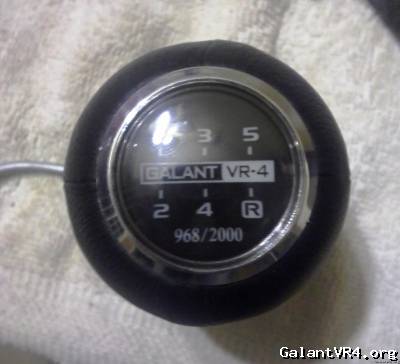 1 3 5
GALANT VR-4
2 4 R
968/2000
GalantVR4.org